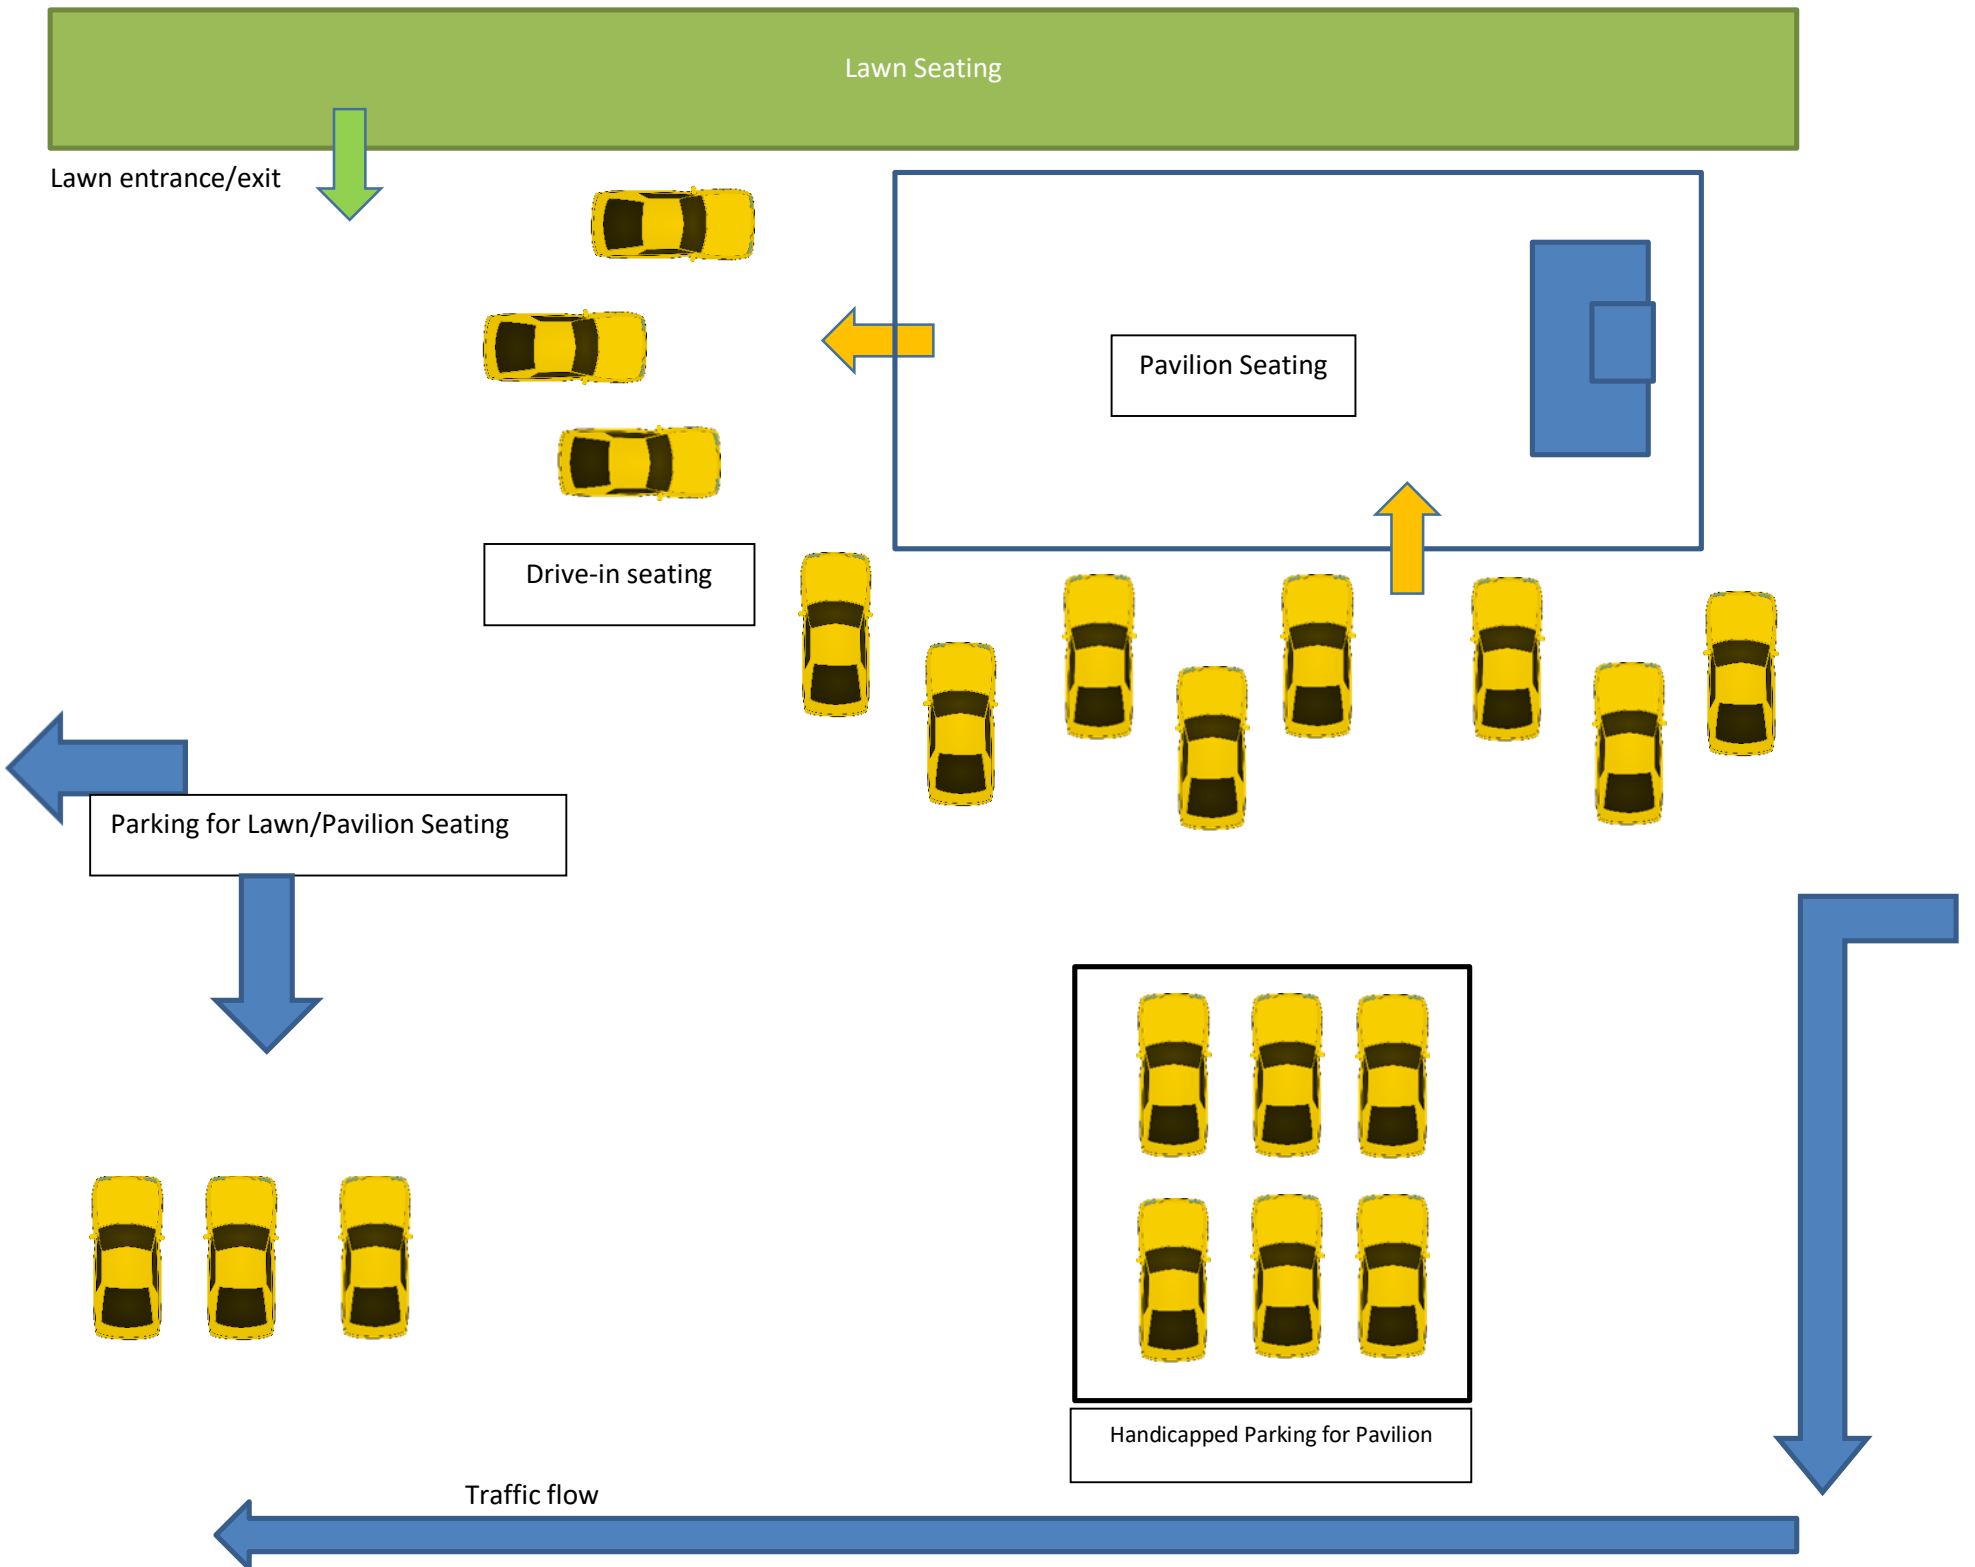 Lawn Seating
Lawn entrance/exit
Pavilion Seating
Drive-in seating
Parking for Lawn/Pavilion Seating
Handicapped Parking for Pavilion
Traffic flow